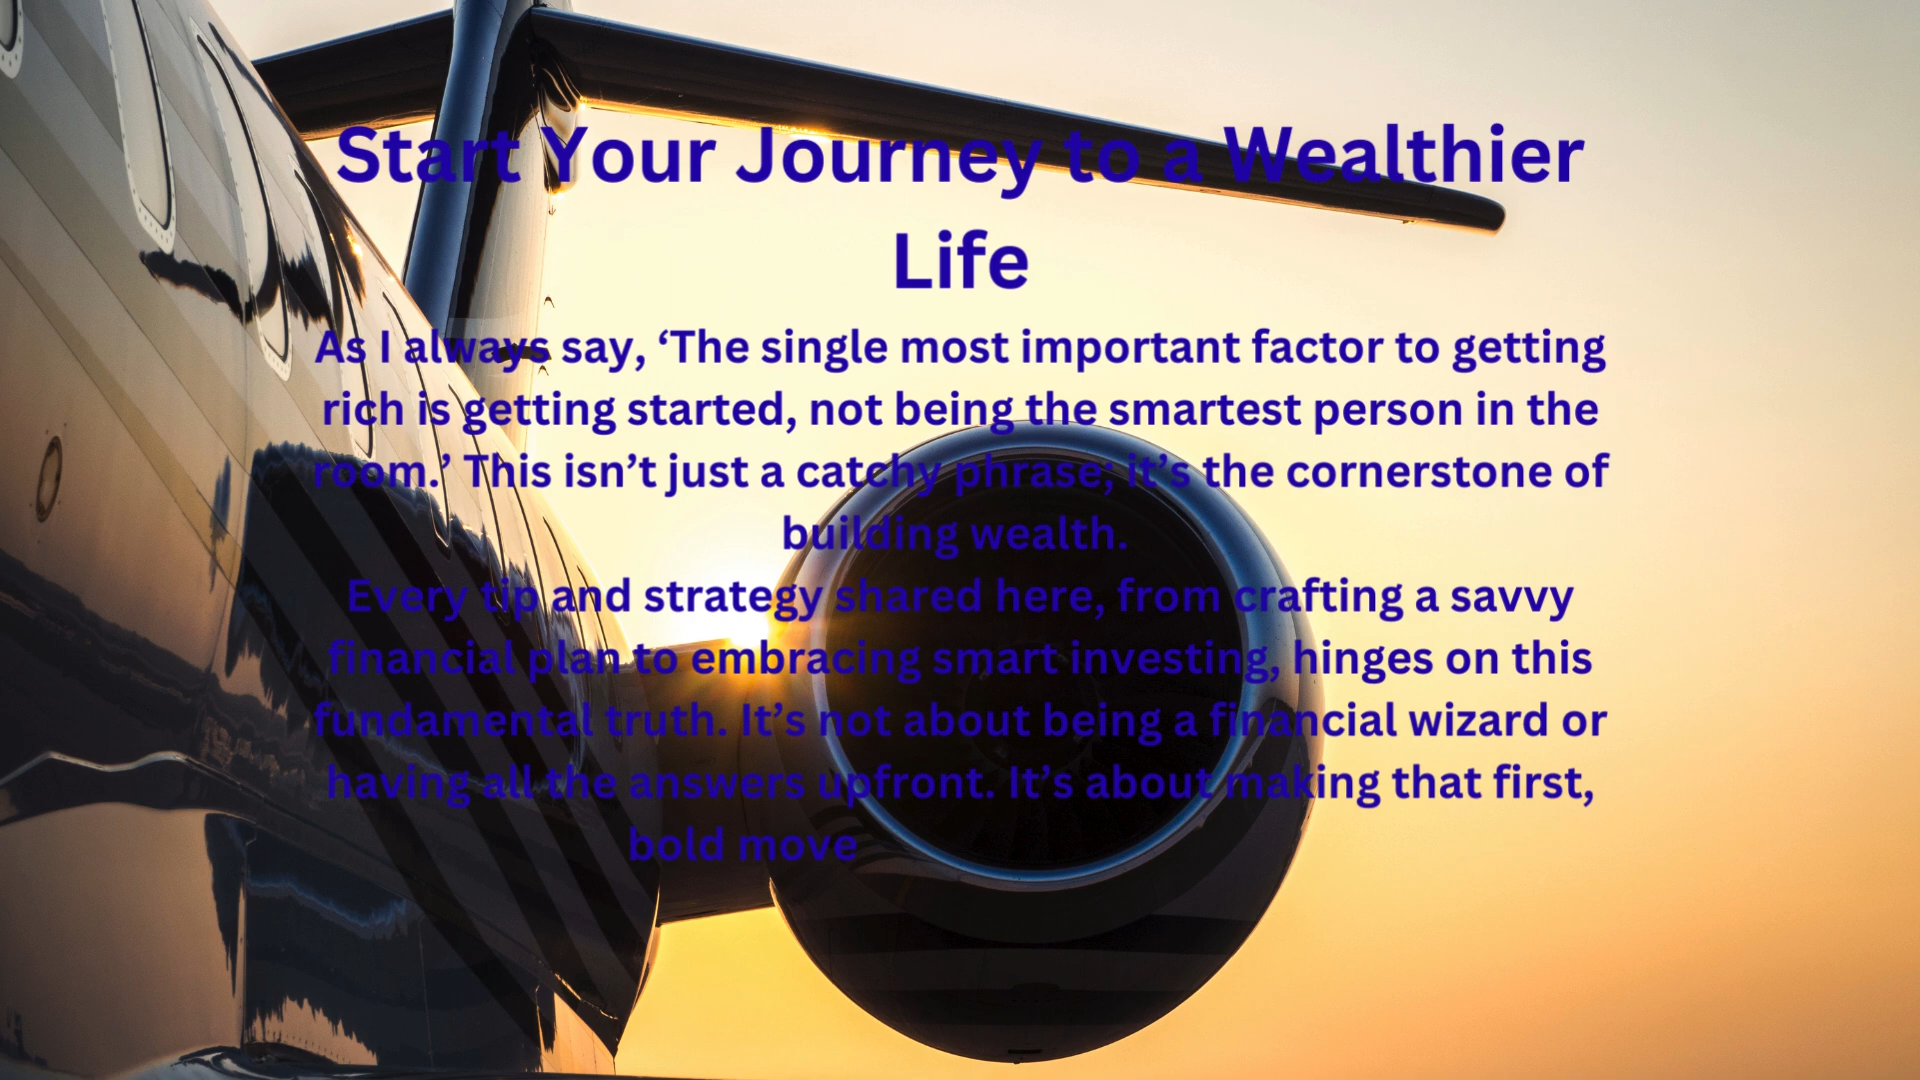 Start Your Journey to a Wealthier
Life
As I always say, ‘The single most important factor to getting
rich is getting started, not being the smartest person in the
room.’ This isn’t just a catchy phrase; it’s the cornerstone of
building wealth.
Every tip and strategy shared here, from crafting a savvy
financial plan to embracing smart investing, hinges on this
fundamental truth. It’s not about being a financial wizard or
having all the answers upfront. It’s about making that first,
bold move